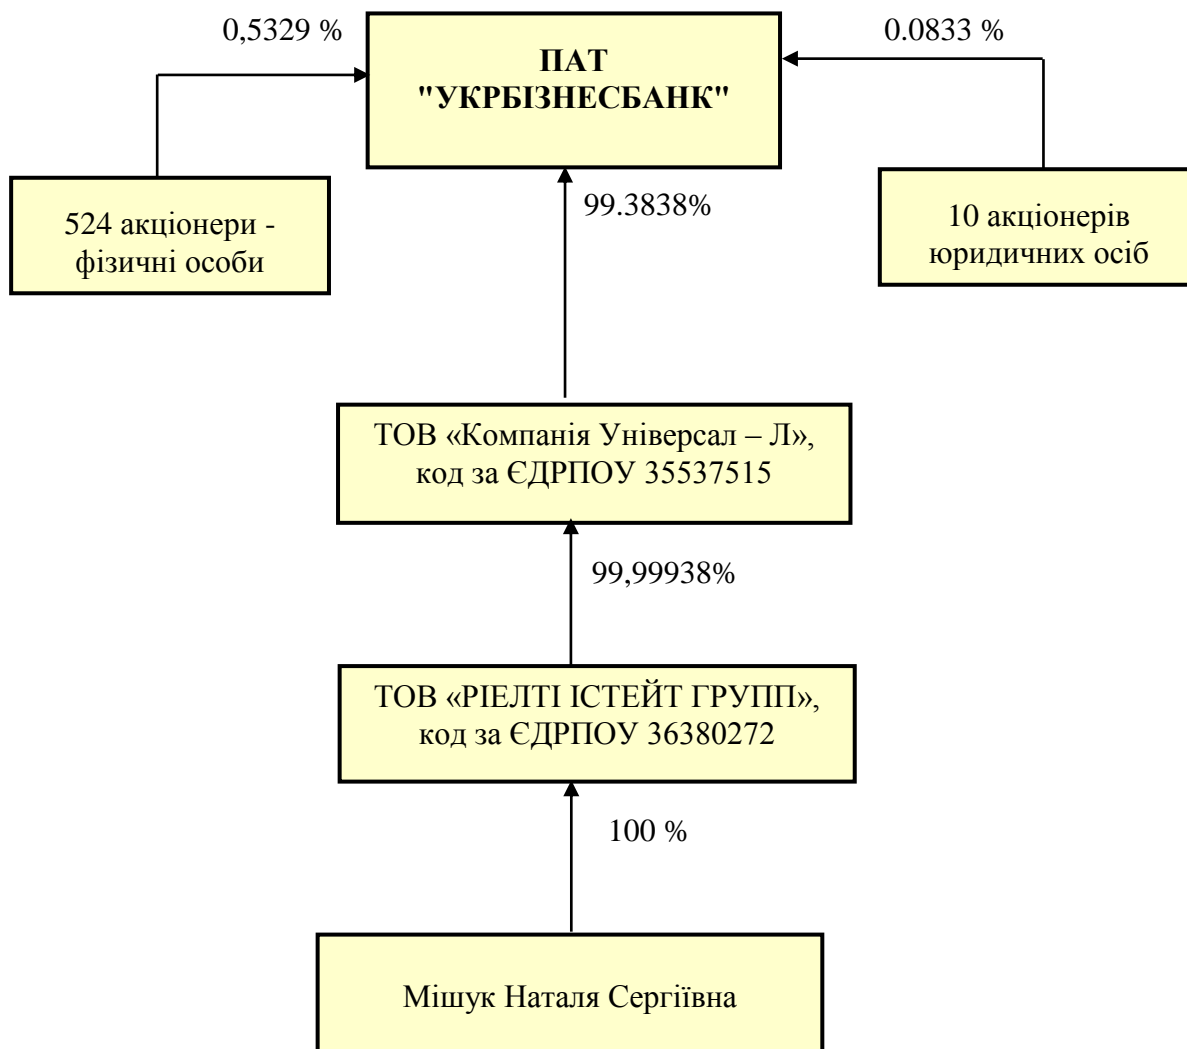 0,5329 %
ПАТ
"УКРБІЗНЕСБАНК"
0.0833 %
524 акціонери -
фізичні особи
99.3838%
10 акціонерів
юридичних осіб
ТОВ «Компанія Універсал – Л»,
код за ЄДРПОУ 35537515
99,99938%
ТОВ «РІЕЛТІ ІСТЕЙТ ГРУПП»,
код за ЄДРПОУ 36380272
100 %
Мішук Наталя Сергіївна